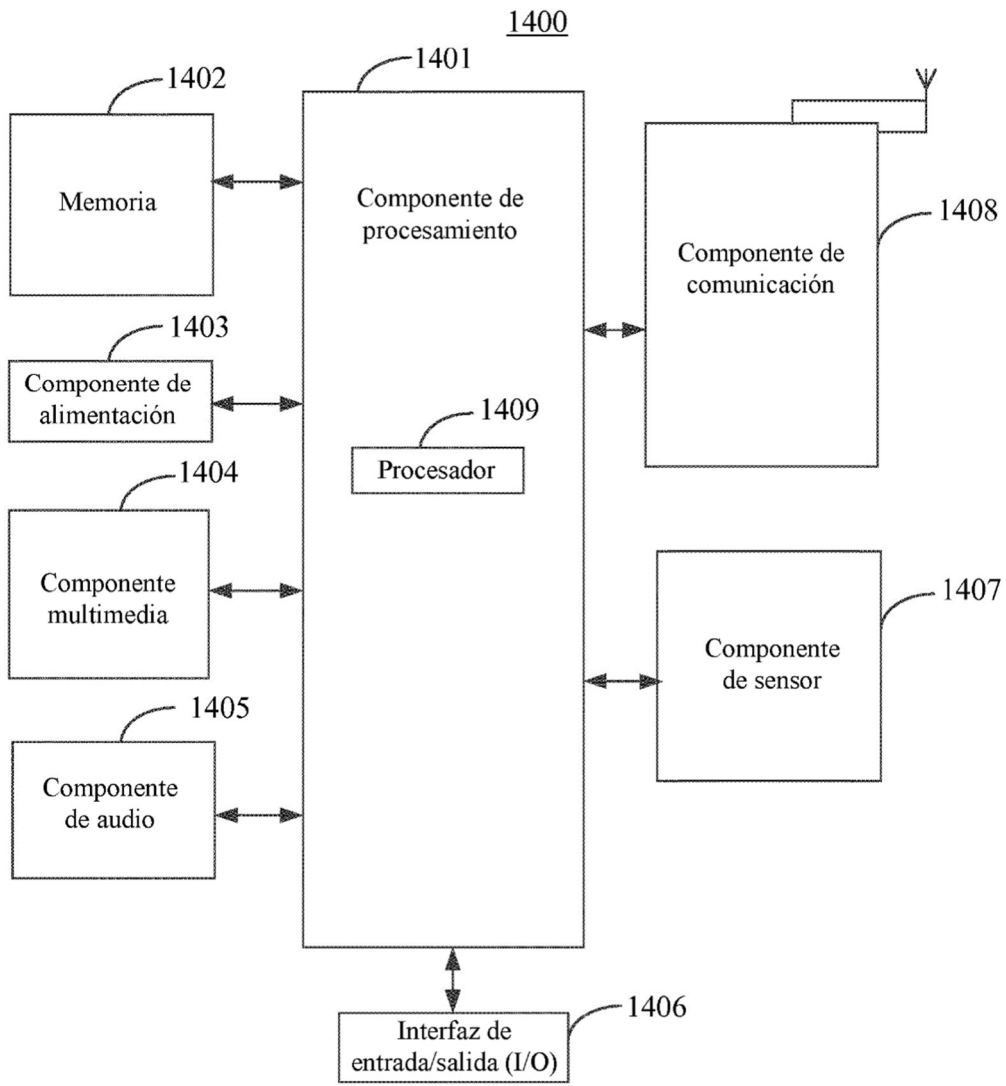 1400
1401
1402
Memoria
Componente de
procesamiento
1408
Componente de
comunicación
1403
Componente de
alimentación
1409
Procesador
1404
Componente
multimedia
1407
Componente
de sensor
1405
Componente
de audio
1406
Interfaz de
entrada/salida (I/O)